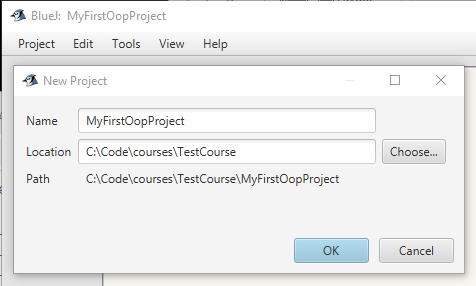 BlueJ: MyFirstOopProject
Project Edit Tools View Help
New Project
Name MyFirstOopProject
Location C:\Code\courses\TestCourse Choose...
Path C:\Code\courses\TestCourse\MyFirstOopProject
OK Cancel